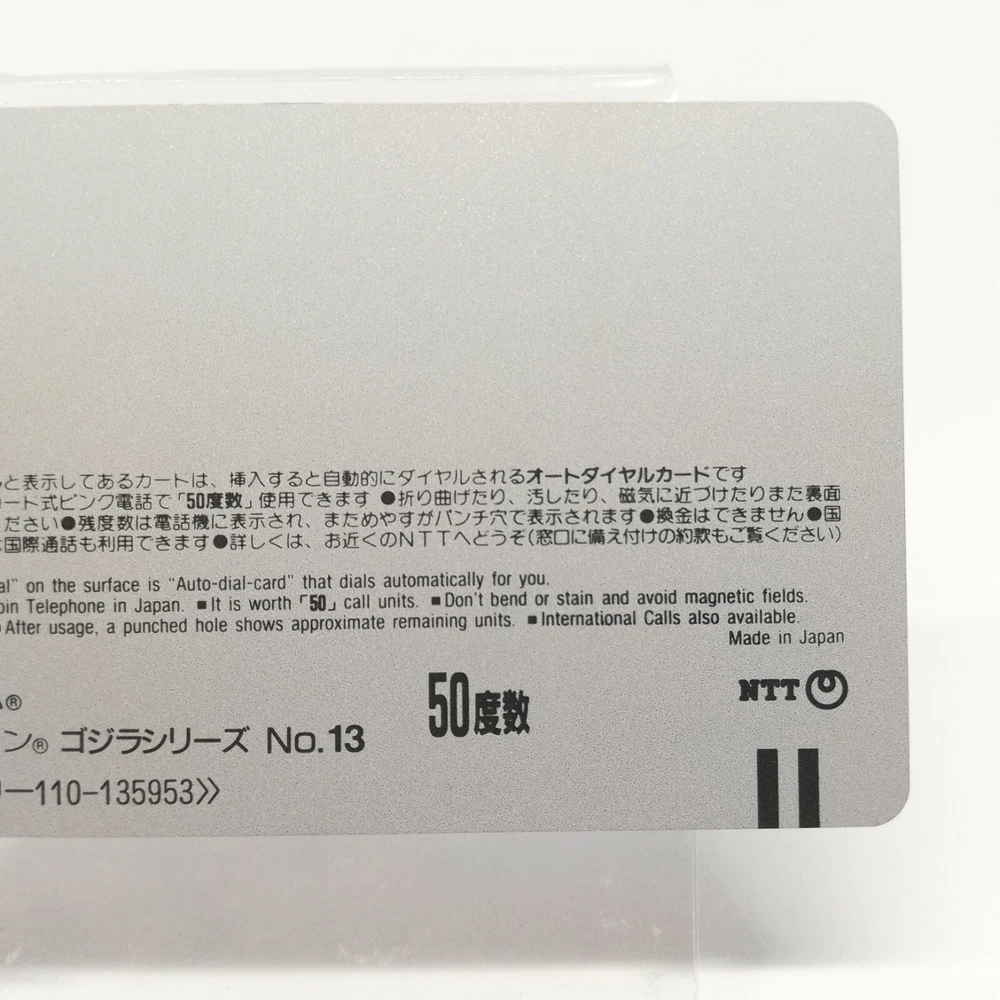 と表示してあるカートは、挿入すると自動的にダイヤルされるオートダイヤルカードです
ード式ピンク電話で「50度数」使用できます ●折り曲げたり、汚したり、磁気に近づけたりまた裏面
ださい●残度数は電話機に表示され、まためやすがパンチ穴で表示されます●換金はできません●国
国際通話も利用できます●詳しくは、お近くのNTTへどうぞ(窓口に備え付けの約款もご覧ください)
al” on the surface is “Auto-dial-card” that dials automatically for you.
oin Telephone in Japan. ■It is worth「50」call units. ■Don't bend or stain and avoid magnetic fields.
After usage, a punched hole shows approximate remaining units. ■International Calls also available.
Made in Japan
NTT
®
50度数
ン® ゴジラシリーズ No.13
—110-135953》